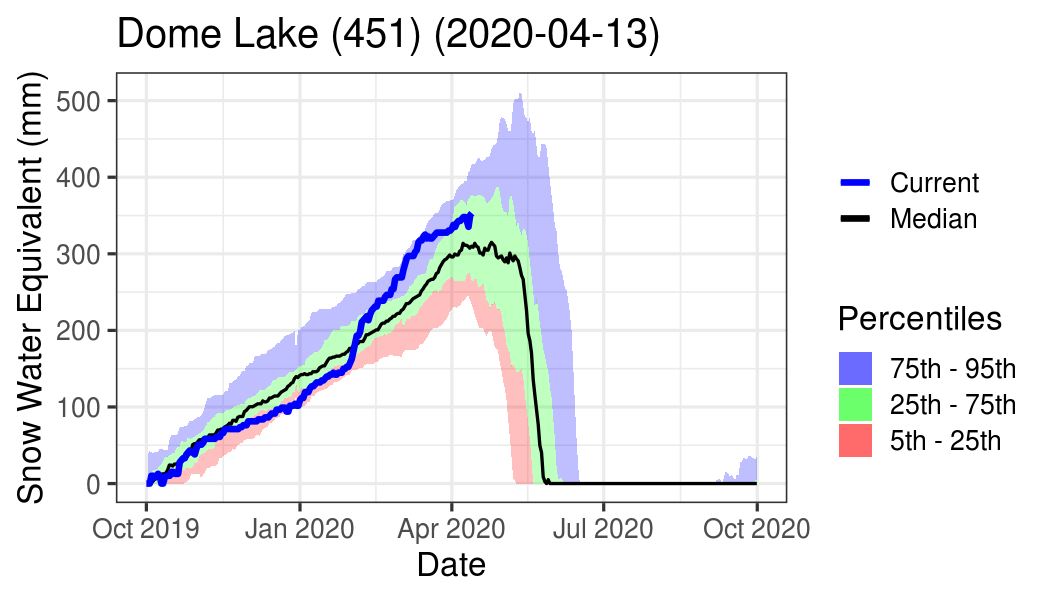 Dome Lake (451) (2020-04-13)
Snow Water Equivalent (mm)
500
400
300
200
100
0
Oct 2019 Jan 2020 Apr 2020 Jul 2020 Oct 2020
Date
Current
Median
Percentiles
75th - 95th
25th - 75th
5th - 25th